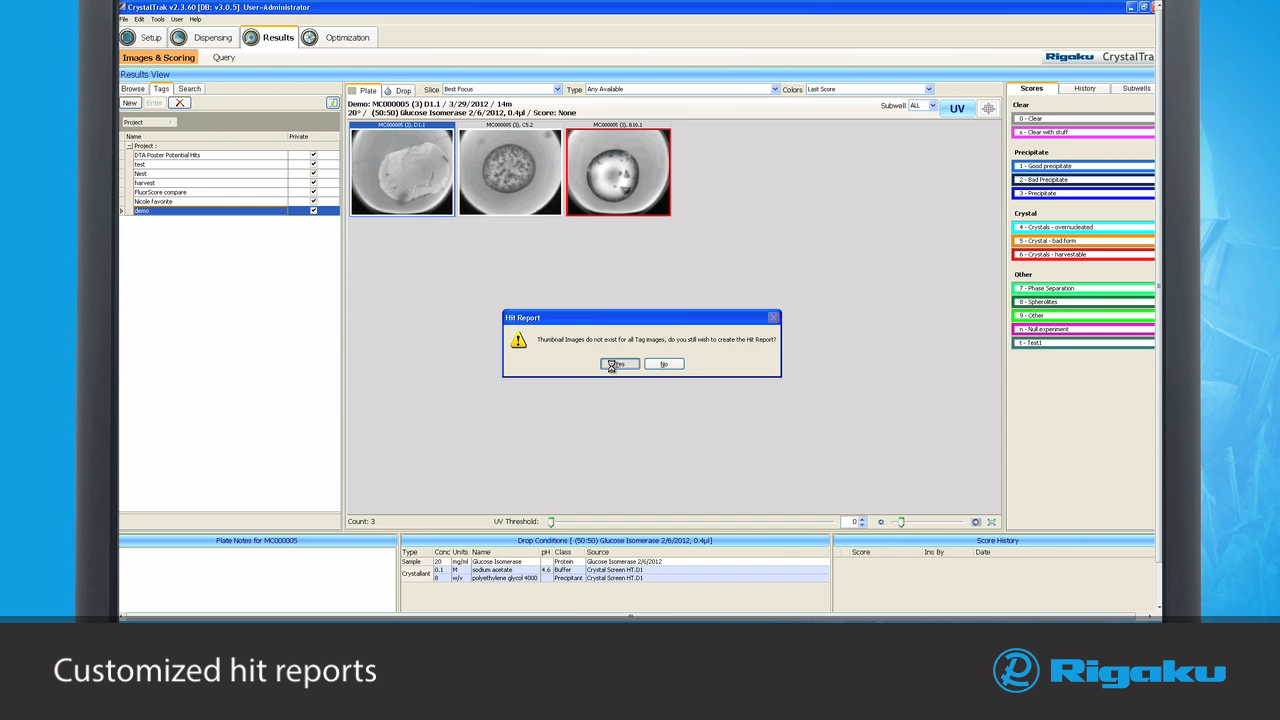 CrystalTrak v2.3.60 [DB: v3.0.5] User-Administrator
File Edit Tools User Help
Setup Dispensing Results Optimization
Images & Scoring Query Rigaku CrystalTra
Results View
Browse Tags Search
New Enter
Project
Name Private
Project :
DTA Poster Potential Hits
test
Nest
harvest
FluorScore compare
Nicole favorite
demo
Plate Drop Slice Best Focus Type Any Available Colors Last Score
Demo: MC000005 (3) D1.1 / 3/29/2012 / 14m
20° / (50:50) Glucose Isomerase 2/6/2012, 0.4µl / Score: None
Subwell ALL UV
MC000005 (3), D1.1 MC000005 (3), C5.2 MC000005 (3), B10.1
Scores History Subwells
Clear
0 - Clear
s - Clear with stuff
Precipitate
1 - Good precipitate
2 - Bad Precipitate
3 - Precipitate
Crystal
4 - Crystals - overnucleated
5 - Crystal - bad form
6 - Crystals - harvestable
Other
7 - Phase Separation
8 - Spherolites
9 - Other
n - Null experiment
t - Test1
Hit Report
Thumbnail Images do not exist for all Tag images, do you still wish to create the Hit Report?
Yes No
Count: 3 UV Threshold: 0
Plate Notes for MC000005
Drop Conditions [ (50:50) Glucose Isomerase 2/6/2012, 0.4µl]
Type Conc Units Name pH Class Source
Sample 20 mg/ml Glucose Isomerase Protein Glucose Isomerase 2/6/2012
Crystallant 0.1 M sodium acetate 4.6 Buffer Crystal Screen HT.D1
8 w/v polyethylene glycol 4000 Precipitant Crystal Screen HT.D1
Score History
Score Ins By Date
Customized hit reports
Rigaku